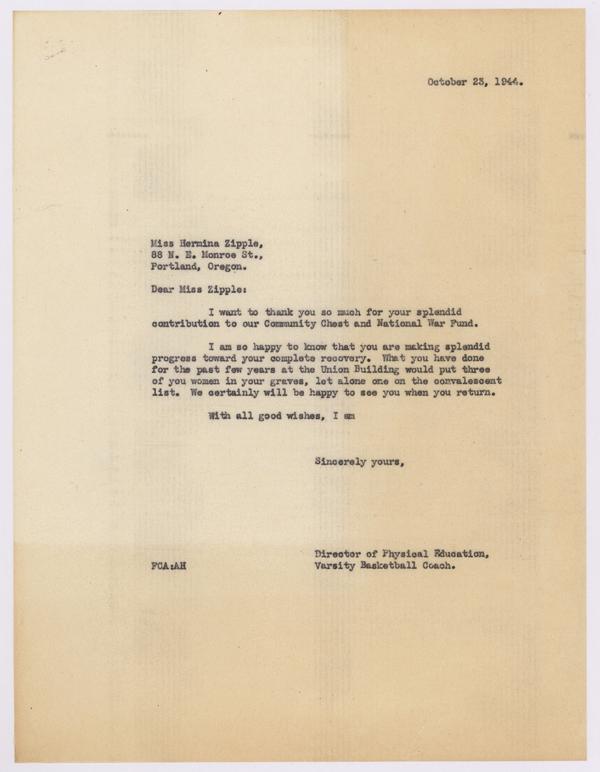 October 23, 1944.
Miss Hermina Zipple,
88 N. E. Monroe St.,
Portland, Oregon.
Dear Miss Zipple:
I want to thank you so much for your splendid
contribution to our Community Chest and National War Fund.
I am so happy to know that you are making splendid
progress toward your complete recovery. What you have done
for the past few years at the Union Building would put three
of you women in your graves, let alone one on the convalescent
list. We certainly will be happy to see you when you return.
With all good wishes, I am
Sincerely yours,
Director of Physical Education,
FCA:AH Varsity Basketball Coach.